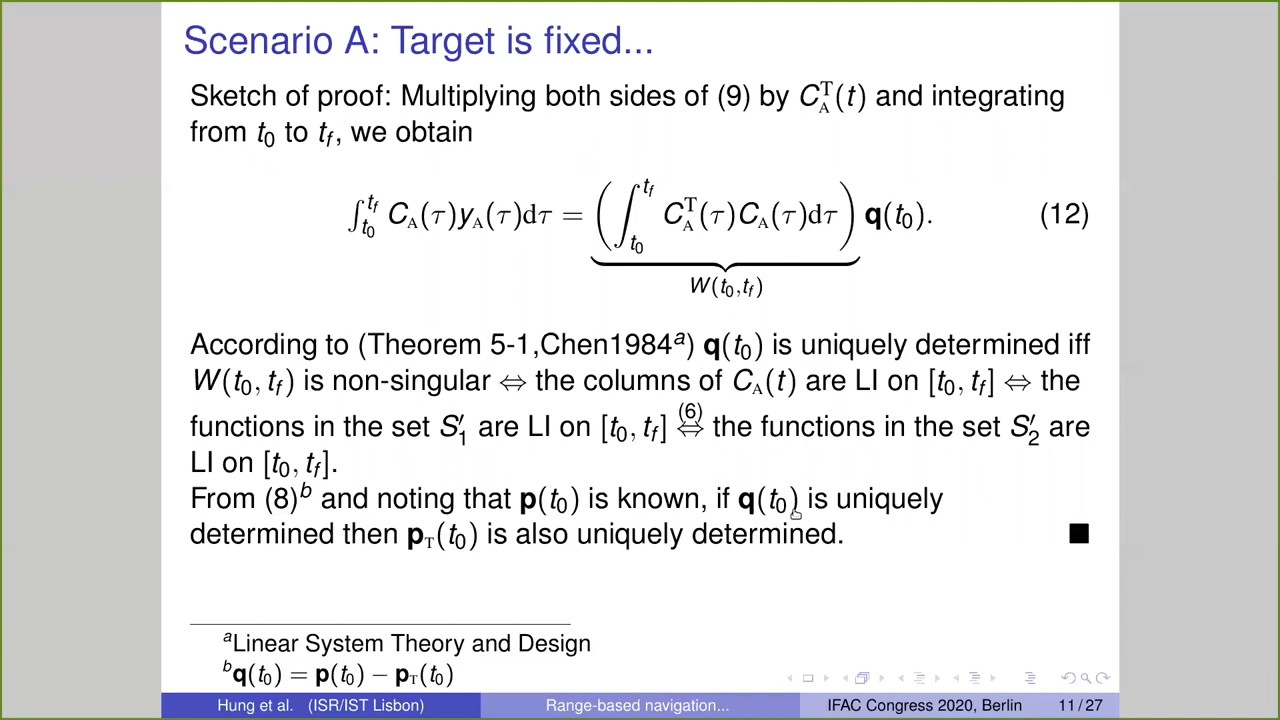 Scenario A: Target is fixed...
Sketch of proof: Multiplying both sides of (9) by C_A^T(t) and integrating
from t_0 to t_f, we obtain
∫_{t_0}^{t_f} C_A(τ)y_A(τ)dτ = (∫_{t_0}^{t_f} C_A^T(τ)C_A(τ)dτ) q(t_0). (12)
W(t_0,t_f)
According to (Theorem 5-1,Chen1984^a) q(t_0) is uniquely determined iff
W(t_0, t_f) is non-singular ⇔ the columns of C_A(t) are LI on [t_0, t_f] ⇔ the
functions in the set S′_1 are LI on [t_0, t_f] (6)⇔ the functions in the set S′_2 are
LI on [t_0, t_f].
From (8)^b and noting that p(t_0) is known, if q(t_0) is uniquely
determined then p_T(t_0) is also uniquely determined. ■
^aLinear System Theory and Design
^bq(t_0) = p(t_0) − p_T(t_0)
Hung et al. (ISR/IST Lisbon) Range-based navigation... IFAC Congress 2020, Berlin 11 / 27